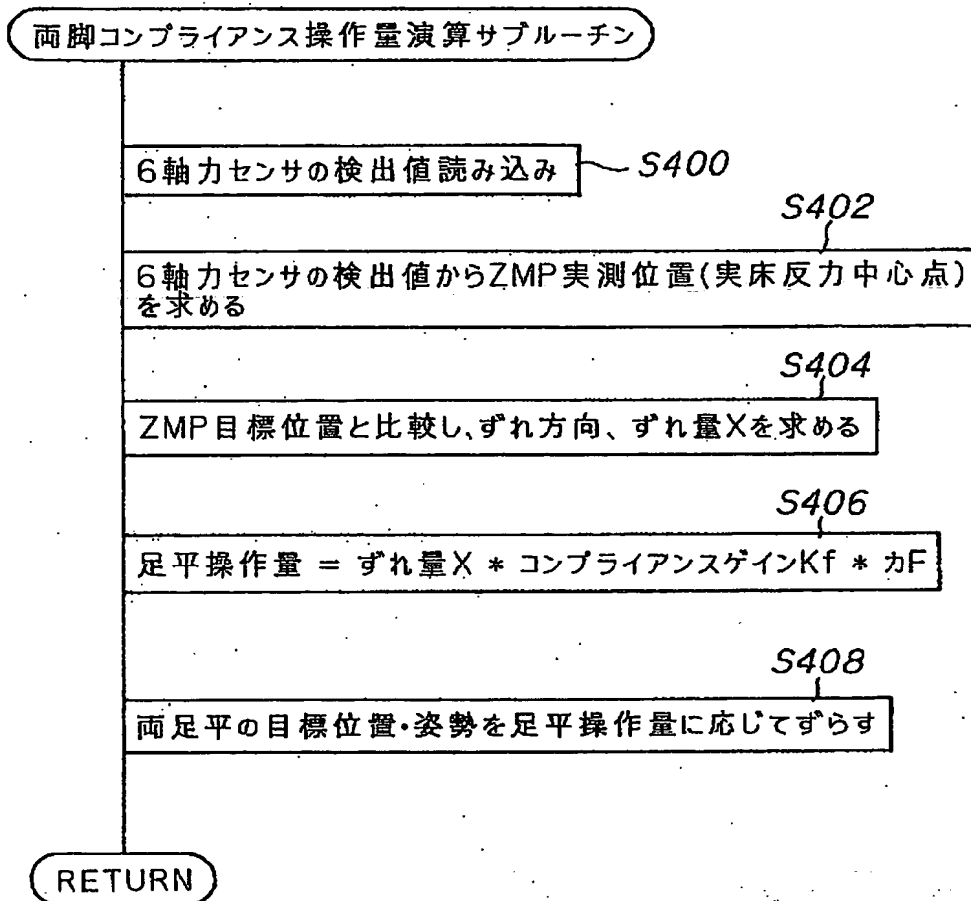 両脚コンプライアンス操作量演算サブルーチン
6軸力センサの検出値読み込み
S400
S402
6軸力センサの検出値からZMP実測位置(実床反力中心点)
を求める
S404
ZMP目標位置と比較し、ずれ方向、ずれ量Xを求める
S406
足平操作量 = ずれ量X * コンプライアンスゲインKf * 力F
S408
両足平の目標位置・姿勢を足平操作量に応じてずらす
RETURN